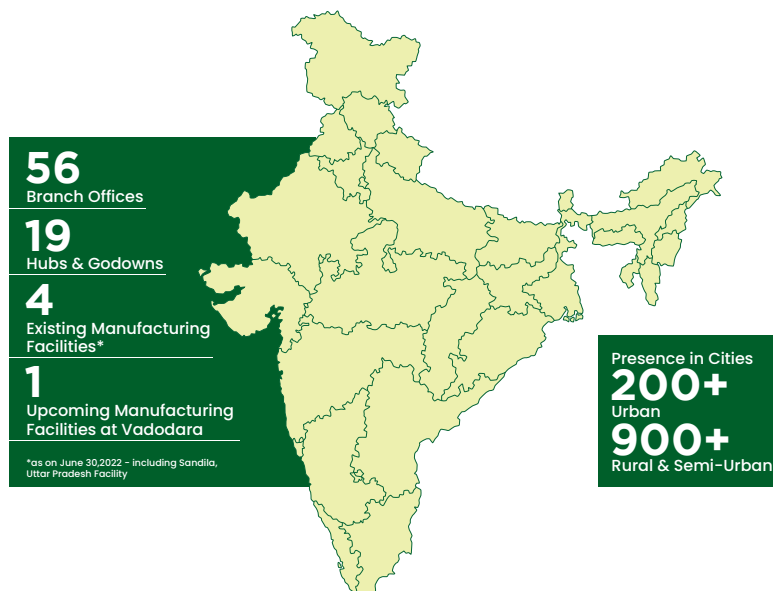 56
Branch Offices
19
Hubs & Godowns
4
Existing Manufacturing
Facilities*
1
Upcoming Manufacturing
Facilities at Vadodara
*as on June 30,2022 - including Sandila,
Uttar Pradesh Facility
Presence in Cities
200+
Urban
900+
Rural & Semi-Urban